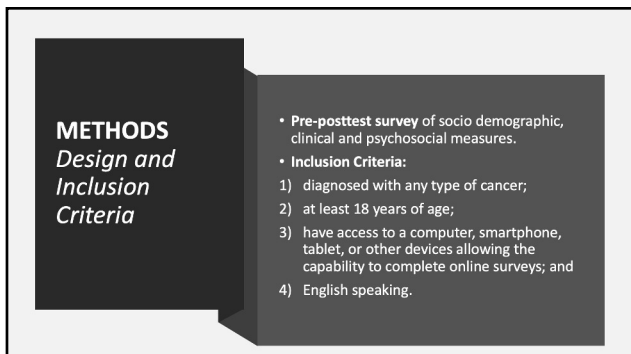 METHODS
Design and
Inclusion
Criteria
• Pre-posttest survey of socio demographic,
clinical and psychosocial measures.
• Inclusion Criteria:
1) diagnosed with any type of cancer;
2) at least 18 years of age;
3) have access to a computer, smartphone,
tablet, or other devices allowing the
capability to complete online surveys; and
4) English speaking.